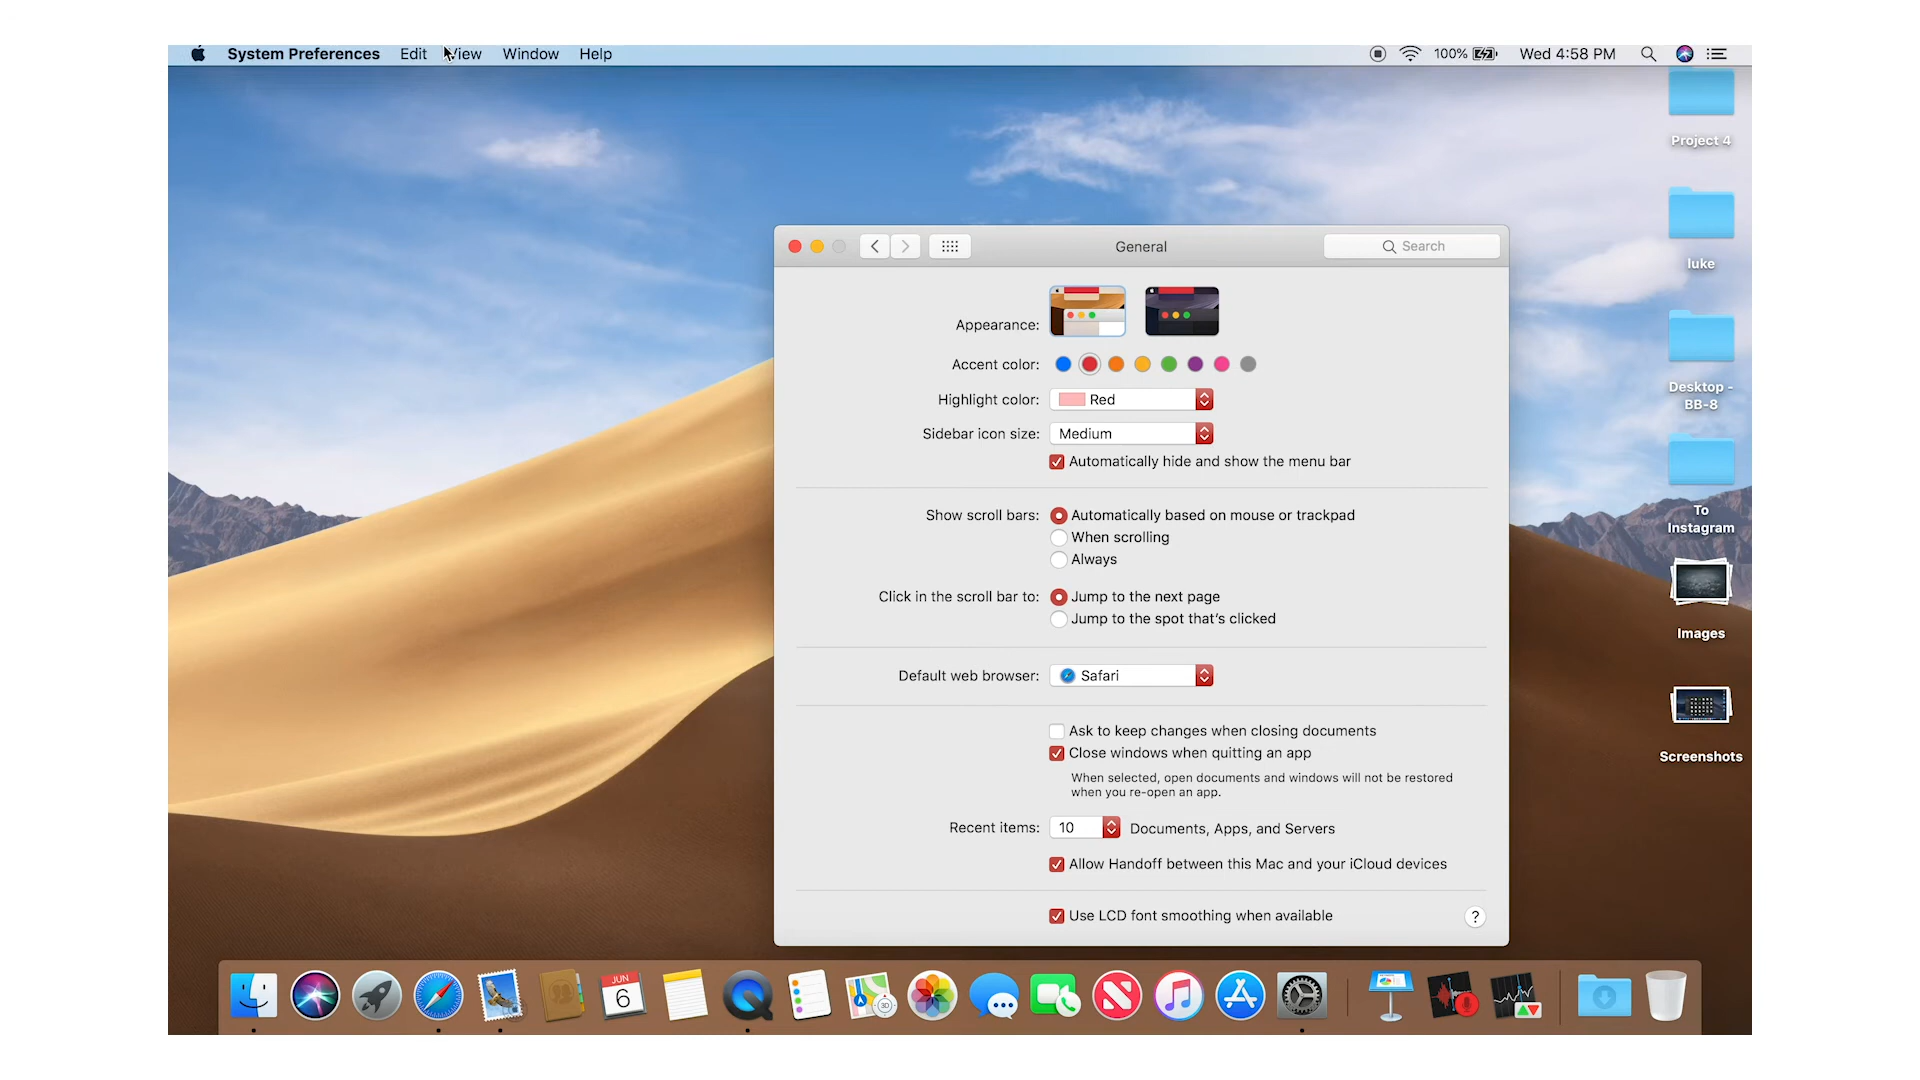 System Preferences Edit View Window Help 100% Wed 4:58 PM
Project 4
luke
Desktop -
BB-8
To
Instagram
Images
Screenshots
General
Search
Appearance:
Accent color:
Highlight color: Red
Sidebar icon size: Medium
Automatically hide and show the menu bar
Show scroll bars: Automatically based on mouse or trackpad
When scrolling
Always
Click in the scroll bar to: Jump to the next page
Jump to the spot that's clicked
Default web browser: Safari
Ask to keep changes when closing documents
Close windows when quitting an app
When selected, open documents and windows will not be restored
when you re-open an app.
Recent items: 10 Documents, Apps, and Servers
Allow Handoff between this Mac and your iCloud devices
Use LCD font smoothing when available
?
JUN
6
3D